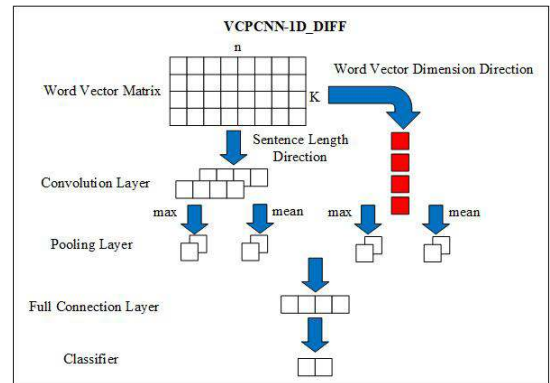 VCPCNN-1D_DIFF
n
Word Vector Matrix
K
Word Vector Dimension Direction
Sentence Length
Direction
Convolution Layer
max
mean
max
mean
Pooling Layer
Full Connection Layer
Classifier